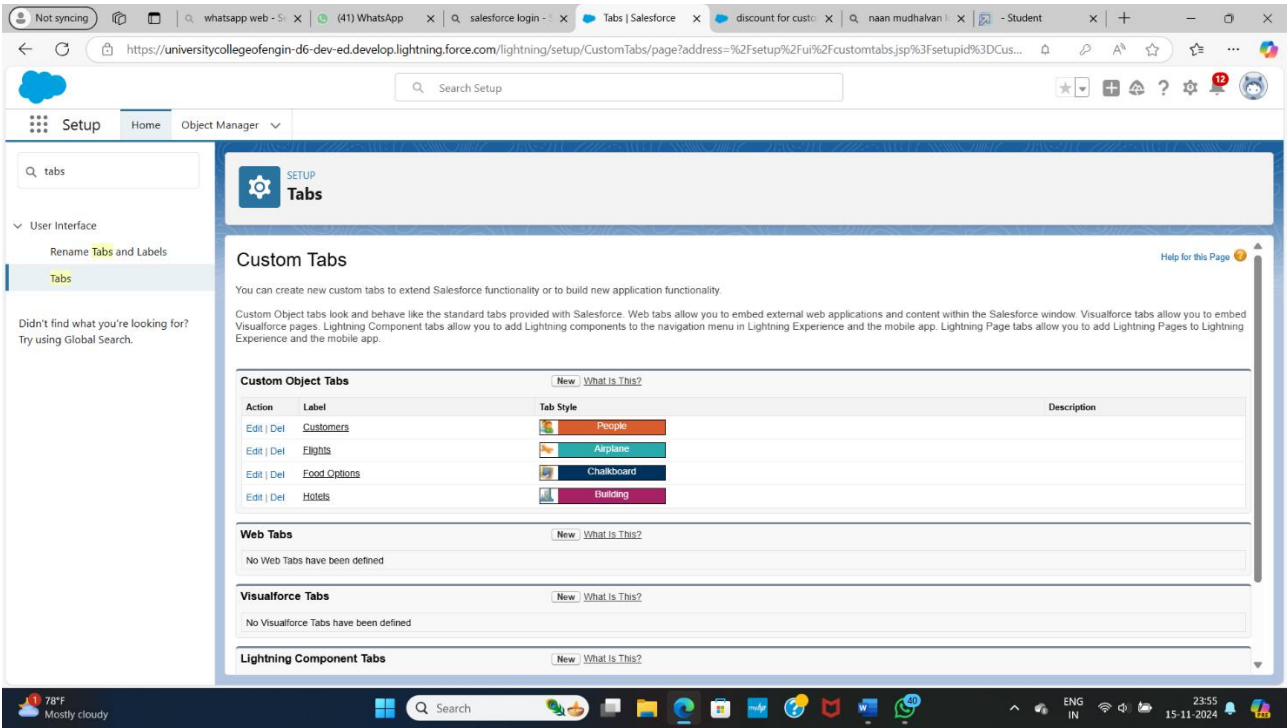 Not syncing
whatsapp web - Se
(41) WhatsApp
salesforce login - S
Tabs | Salesforce
discount for custo
naan mudhalvan l
- Student
https://universitycollegeofengin-d6-dev-ed.develop.lightning.force.com/lightning/setup/CustomTabs/page?address=%2Fsetup%2Fui%2Fcustomtabs.jsp%3Fsetupid%3DCus...
Search Setup
12
Setup
Home
Object Manager
tabs
User Interface
Rename Tabs and Labels
Tabs
Didn't find what you're looking for?
Try using Global Search.
SETUP
Tabs
Custom Tabs
Help for this Page
You can create new custom tabs to extend Salesforce functionality or to build new application functionality.
Custom Object tabs look and behave like the standard tabs provided with Salesforce. Web tabs allow you to embed external web applications and content within the Salesforce window. Visualforce tabs allow you to embed
Visualforce pages. Lightning Component tabs allow you to add Lightning components to the navigation menu in Lightning Experience and the mobile app. Lightning Page tabs allow you to add Lightning Pages to Lightning
Experience and the mobile app.
Custom Object Tabs New What Is This?
Action Label Tab Style Description
Edit | Del Customers People
Edit | Del Flights Airplane
Edit | Del Food Options Chalkboard
Edit | Del Hotels Building
Web Tabs New What Is This?
No Web Tabs have been defined
Visualforce Tabs New What Is This?
No Visualforce Tabs have been defined
Lightning Component Tabs New What Is This?
1
78°F
Mostly cloudy
Search
40
ENG
IN
23:55
15-11-2024